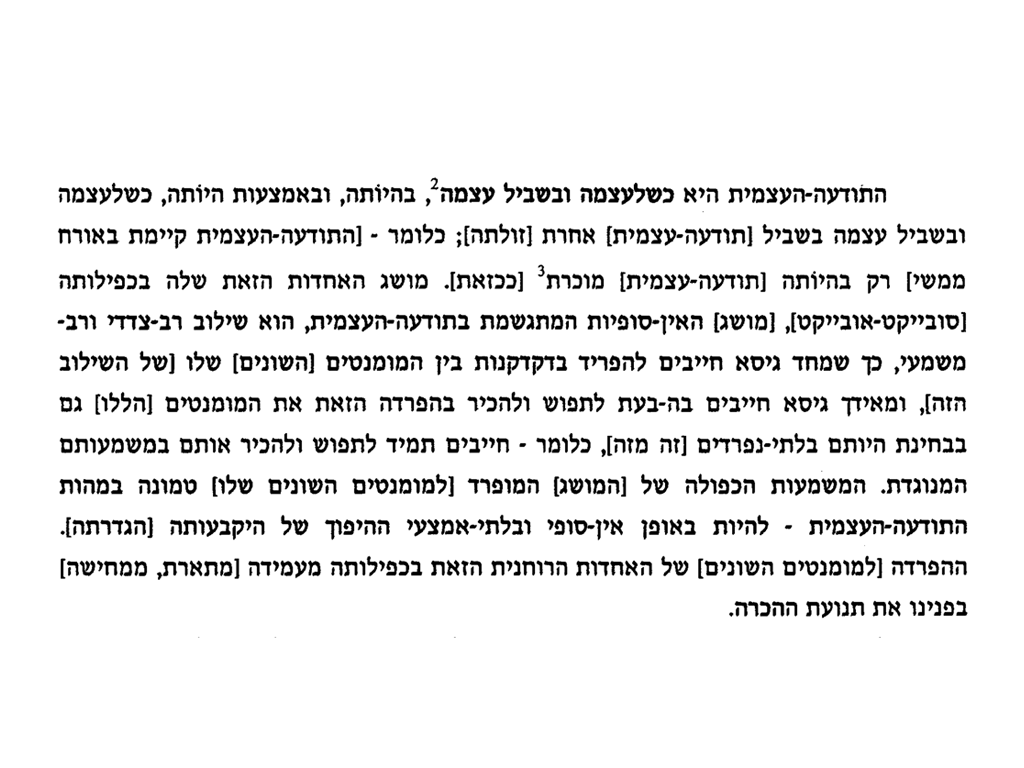 התודעה-העצמית היא כשלעצמה ובשביל עצמה2, בהיותה, ובאמצעות היותה, כשלעצמה
ובשביל עצמה בשביל [תודעה-עצמית] אחרת [זולתה]; כלומר - [התודעה-העצמית קיימת באורח
ממשי] רק בהיותה [תודעה-עצמית]3 מוכרת [ככזאת]. מושג האחדות הזאת שלה בכפילותה
[סובייקט-אובייקט], [מושג] האין-סופיות המתגשמת בתודעה-העצמית, הוא שילוב רב-צדדי ורב-
משמעי, כך שמחד גיסא חייבים להפריד בדקדקנות בין המומנטים [השונים] שלו [של השילוב
הזה], ומאידך גיסא חייבים בה-בעת לתפוש ולהכיר בהפרדה הזאת את המומנטים [הללו] גם
בבחינת היותם בלתי-נפרדים [זה מזה], כלומר - חייבים תמיד לתפוש ולהכיר אותם במשמעותם
המנוגדת. המשמעות הכפולה של [המושג] המופרד [למומנטים השונים שלו] טמונה במהות
התודעה-העצמית - להיות באופן אין-סופי ובלתי-אמצעי ההיפוך של היקבעותה [הגדרתה].
ההפרדה [למומנטים השונים] של האחדות הרוחנית הזאת בכפילותה מעמידה [מתארת, ממחישה]
בפנינו את תנועת ההכרה.